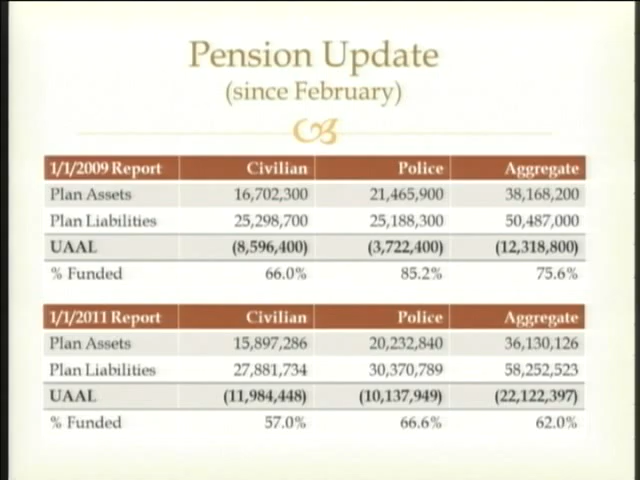 Pension Update
(since February)
1/1/2009 Report Civilian Police Aggregate
Plan Assets 16,702,300 21,465,900 38,168,200
Plan Liabilities 25,298,700 25,188,300 50,487,000
UAAL (8,596,400) (3,722,400) (12,318,800)
% Funded 66.0% 85.2% 75.6%
1/1/2011 Report Civilian Police Aggregate
Plan Assets 15,897,286 20,232,840 36,130,126
Plan Liabilities 27,881,734 30,370,789 58,252,523
UAAL (11,984,448) (10,137,949) (22,122,397)
% Funded 57.0% 66.6% 62.0%